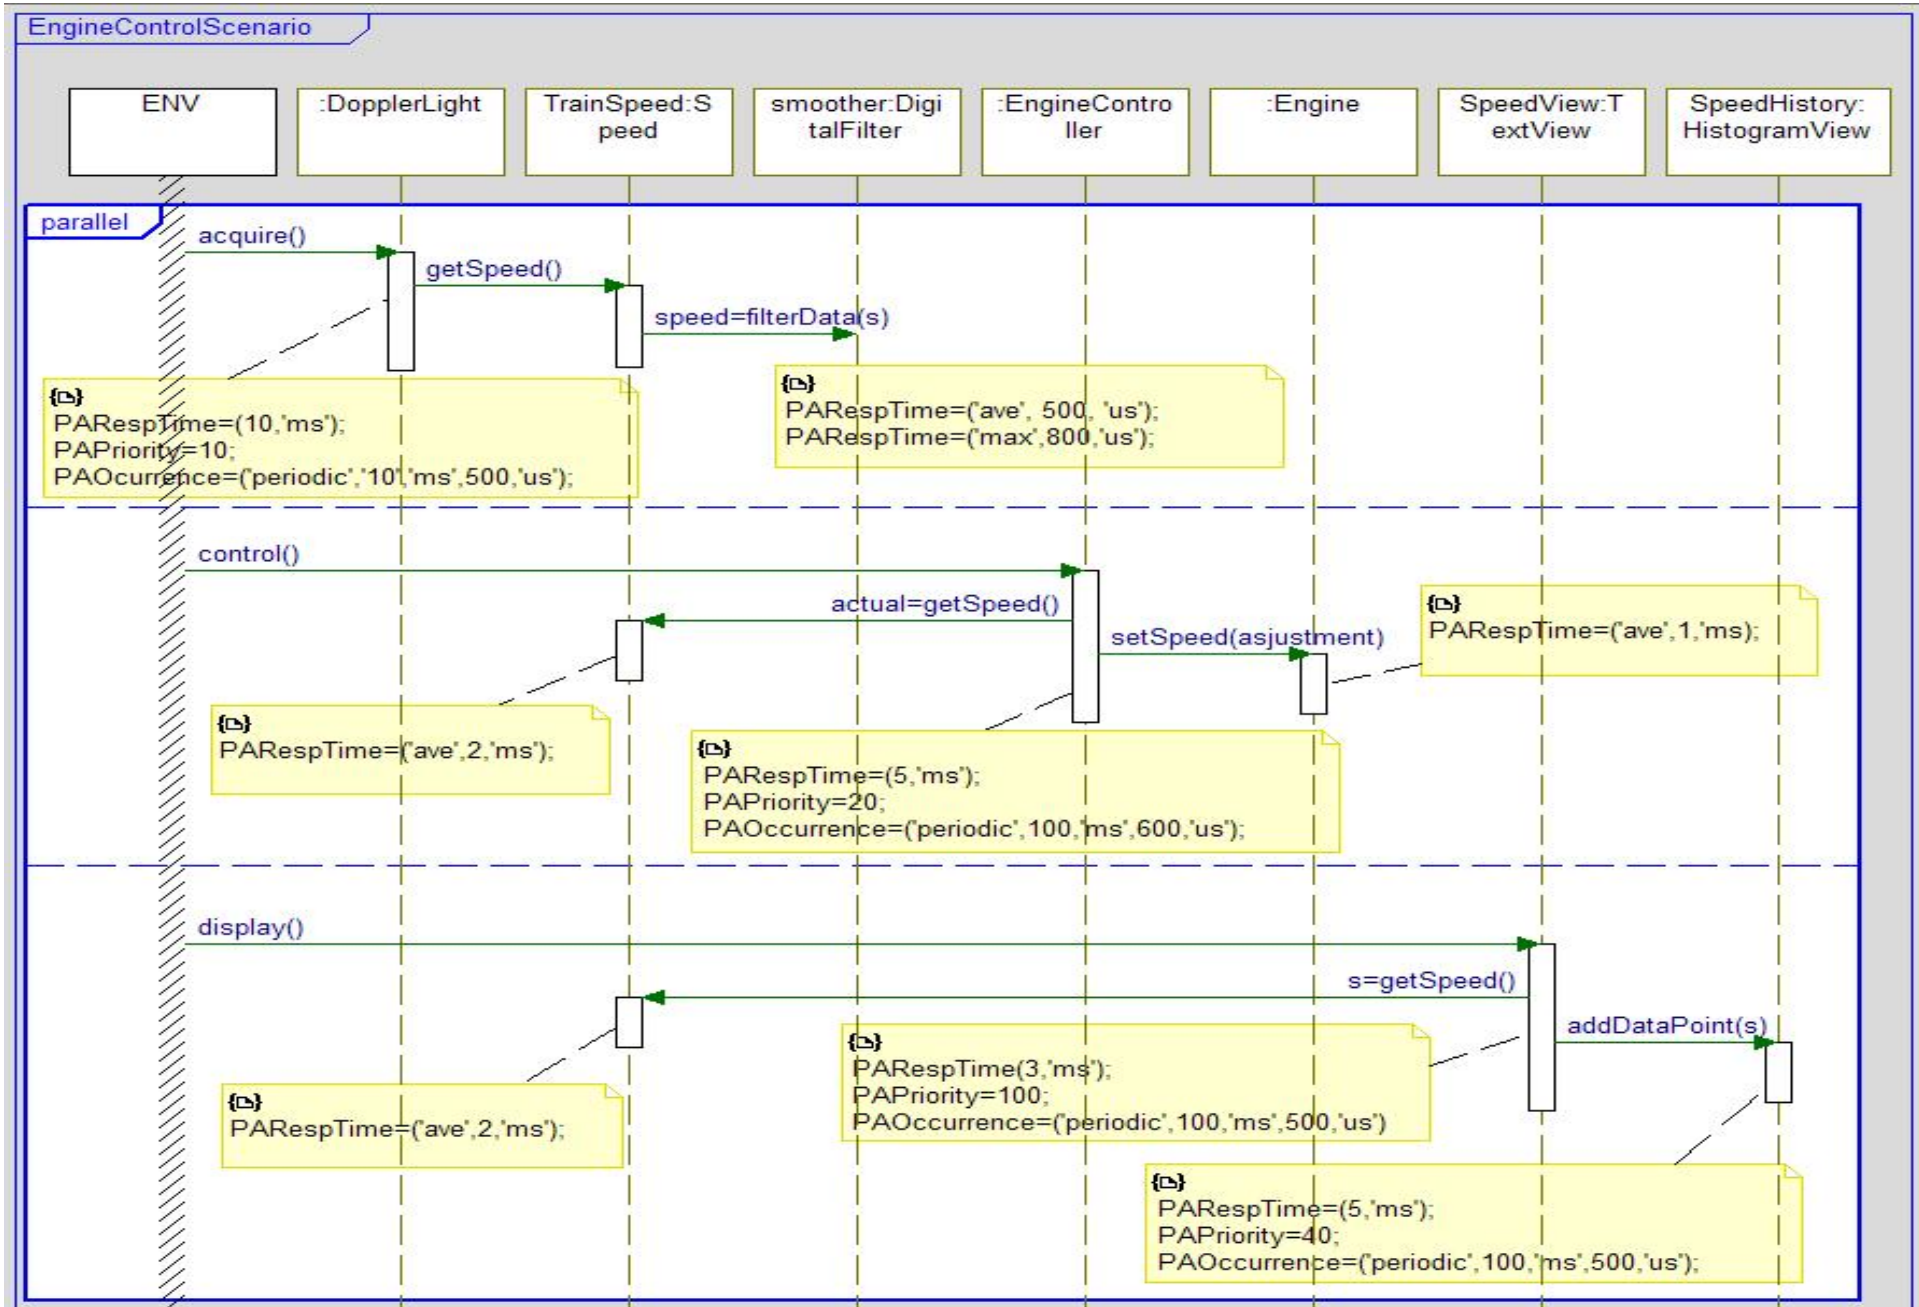 EngineControlScenario
ENV
:DopplerLight
TrainSpeed:S
peed
smoother:Digi
talFilter
:EngineContro
ller
:Engine
SpeedView:T
extView
SpeedHistory:
HistogramView
parallel
acquire()
getSpeed()
speed=filterData(s)
PARespTime=(10,'ms');
PAPriority=10;
PAOcurrence=('periodic','10','ms',500,'us');
PARespTime=('ave', 500, 'us');
PARespTime=('max',800,'us');
control()
actual=getSpeed()
setSpeed(asjustment)
PARespTime=('ave',1,'ms);
PARespTime=('ave',2,'ms');
PARespTime=(5,'ms');
PAPriority=20;
PAOccurrence=('periodic',100,'ms',600,'us');
display()
s=getSpeed()
addDataPoint(s)
PARespTime(3,'ms');
PAPriority=100;
PAOccurrence=('periodic',100,'ms',500,'us')
PARespTime=('ave',2,'ms');
PARespTime=(5,'ms');
PAPriority=40;
PAOccurrence=('periodic',100,'ms',500,'us');